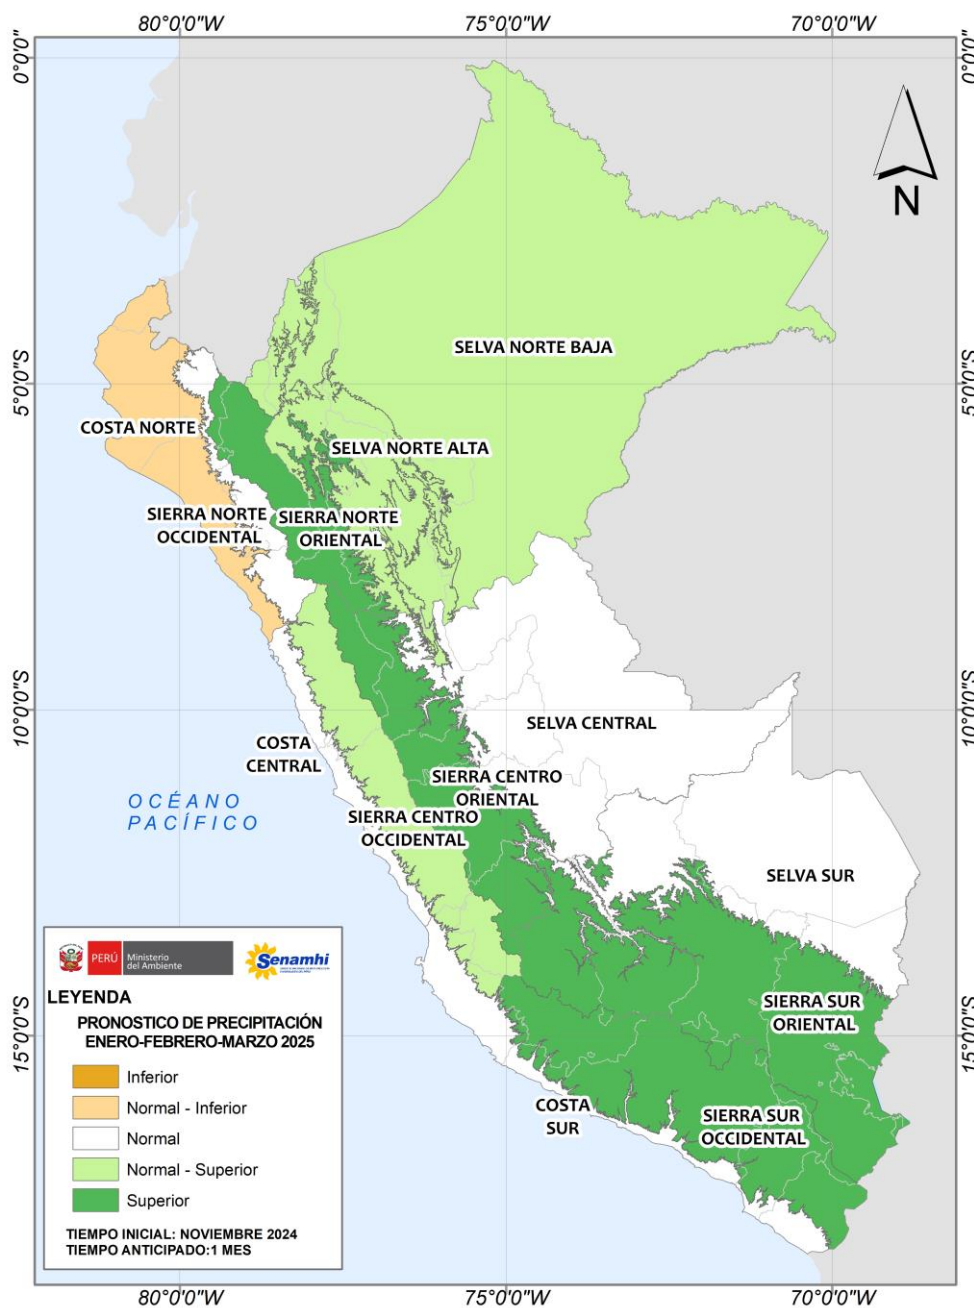 80°0'0"W
75°0'0"W
70°0'0"W
0°0'0"
0°0'0"
N
SELVA NORTE BAJA
5°0'0"S
5°0'0"S
COSTA NORTE
SELVA NORTE ALTA
SIERRA NORTE
OCCIDENTAL
SIERRA NORTE
ORIENTAL
10°0'0"S
10°0'0"S
SELVA CENTRAL
COSTA
CENTRAL
SIERRA CENTRO
ORIENTAL
OCÉANO
PACÍFICO
SIERRA CENTRO
OCCIDENTAL
SELVA SUR
SIERRA SUR
ORIENTAL
15°0'0"S
15°0'0"S
COSTA
SUR
SIERRA SUR
OCCIDENTAL
PERÚ
Ministerio
del Ambiente
Senamhi
LEYENDA
PRONOSTICO DE PRECIPITACIÓN
ENERO-FEBRERO-MARZO 2025
Inferior
Normal - Inferior
Normal
Normal - Superior
Superior
TIEMPO INICIAL: NOVIEMBRE 2024
TIEMPO ANTICIPADO:1 MES
80°0'0"W
75°0'0"W
70°0'0"W